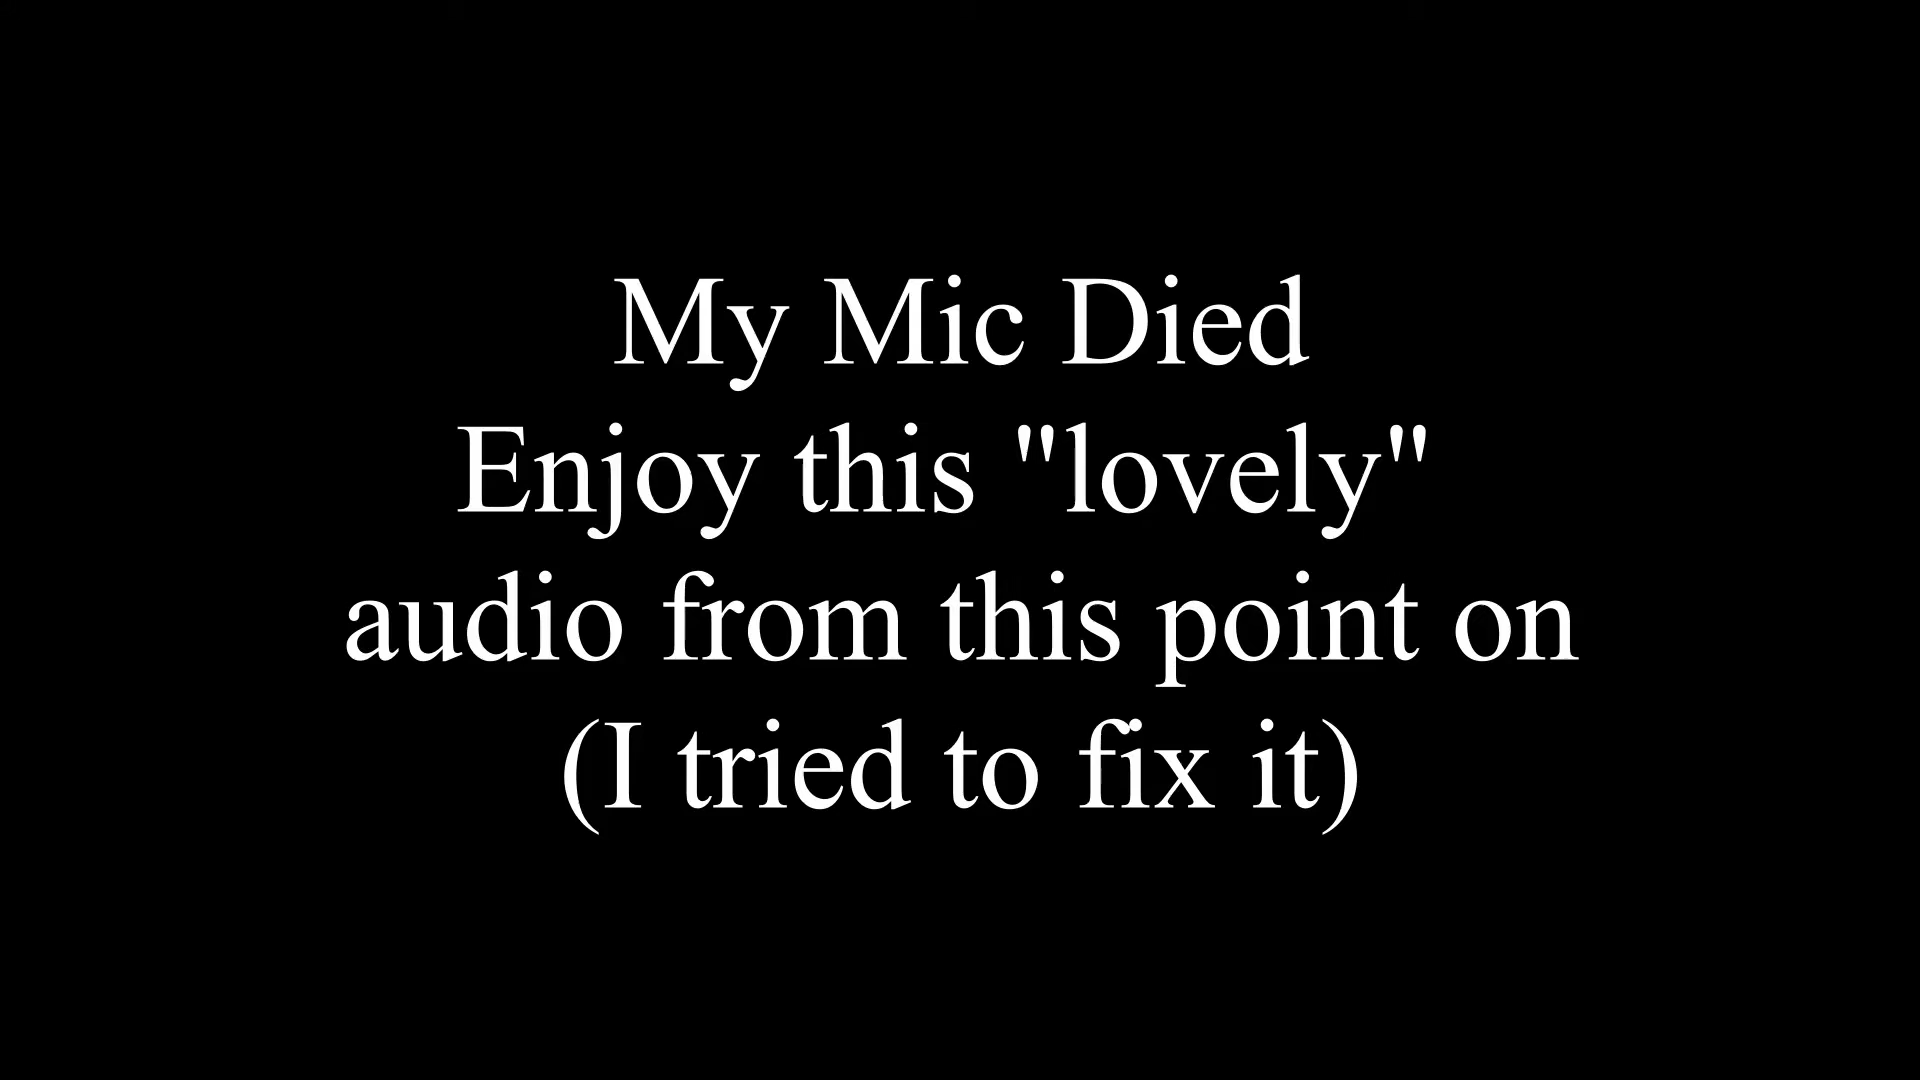 My Mic Died
Enjoy this "lovely"
audio from this point on
(I tried to fix it)